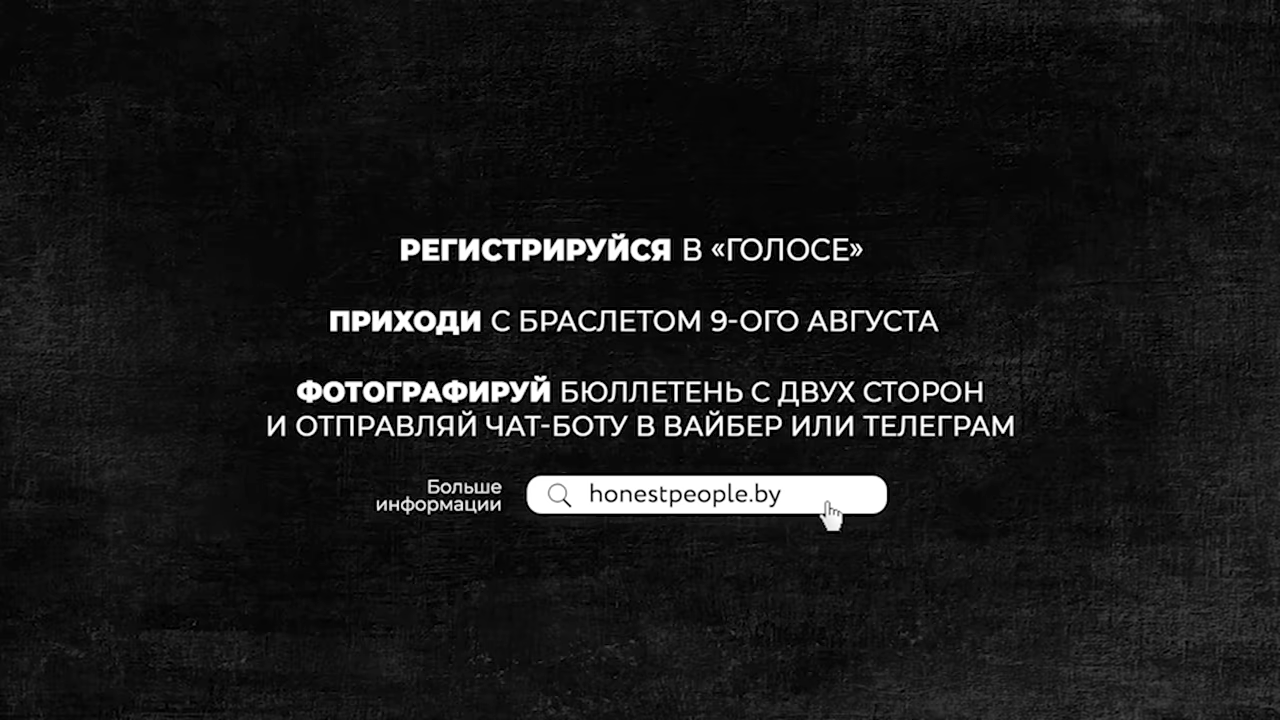 РЕГИСТРИРУЙСЯ В «ГОЛОСЕ»
ПРИХОДИ С БРАСЛЕТОМ 9-ОГО АВГУСТА
ФОТОГРАФИРУЙ БЮЛЛЕТЕНЬ С ДВУХ СТОРОН
И ОТПРАВЛЯЙ ЧАТ-БОТУ В ВАЙБЕР ИЛИ ТЕЛЕГРАМ
Больше
информации
honestpeople.by